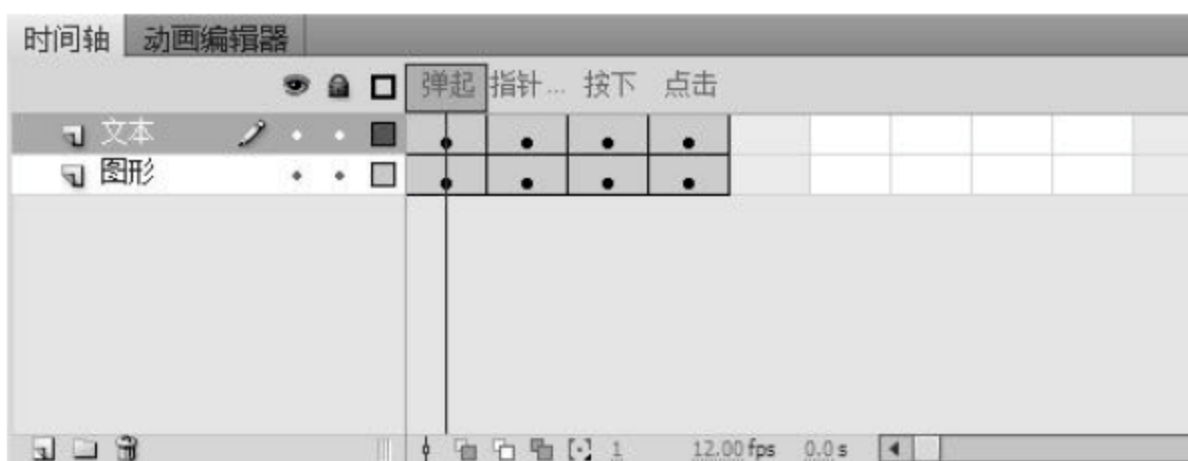 时间轴 动画编辑器
弹起 指针... 按下 点击
文本
图形
1 12.00 fps 0.0 s